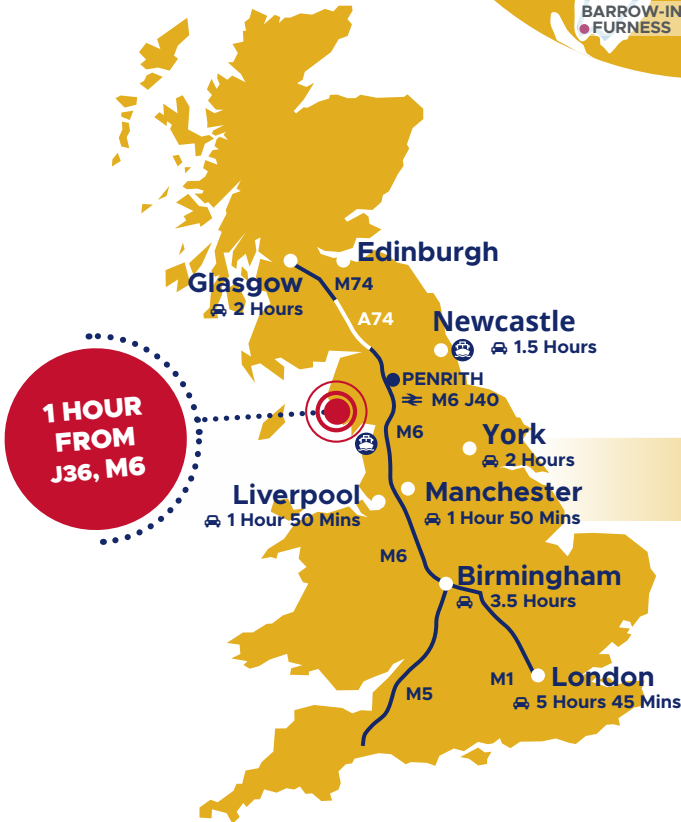 BARROW-IN
FURNESS
Edinburgh
Glasgow
M74
2 Hours
A74
Newcastle
1.5 Hours
PENRITH
M6 J40
1 HOUR
FROM
J36, M6
M6
York
2 Hours
Liverpool
1 Hour 50 Mins
Manchester
1 Hour 50 Mins
M6
Birmingham
3.5 Hours
M1
London
5 Hours 45 Mins
M5